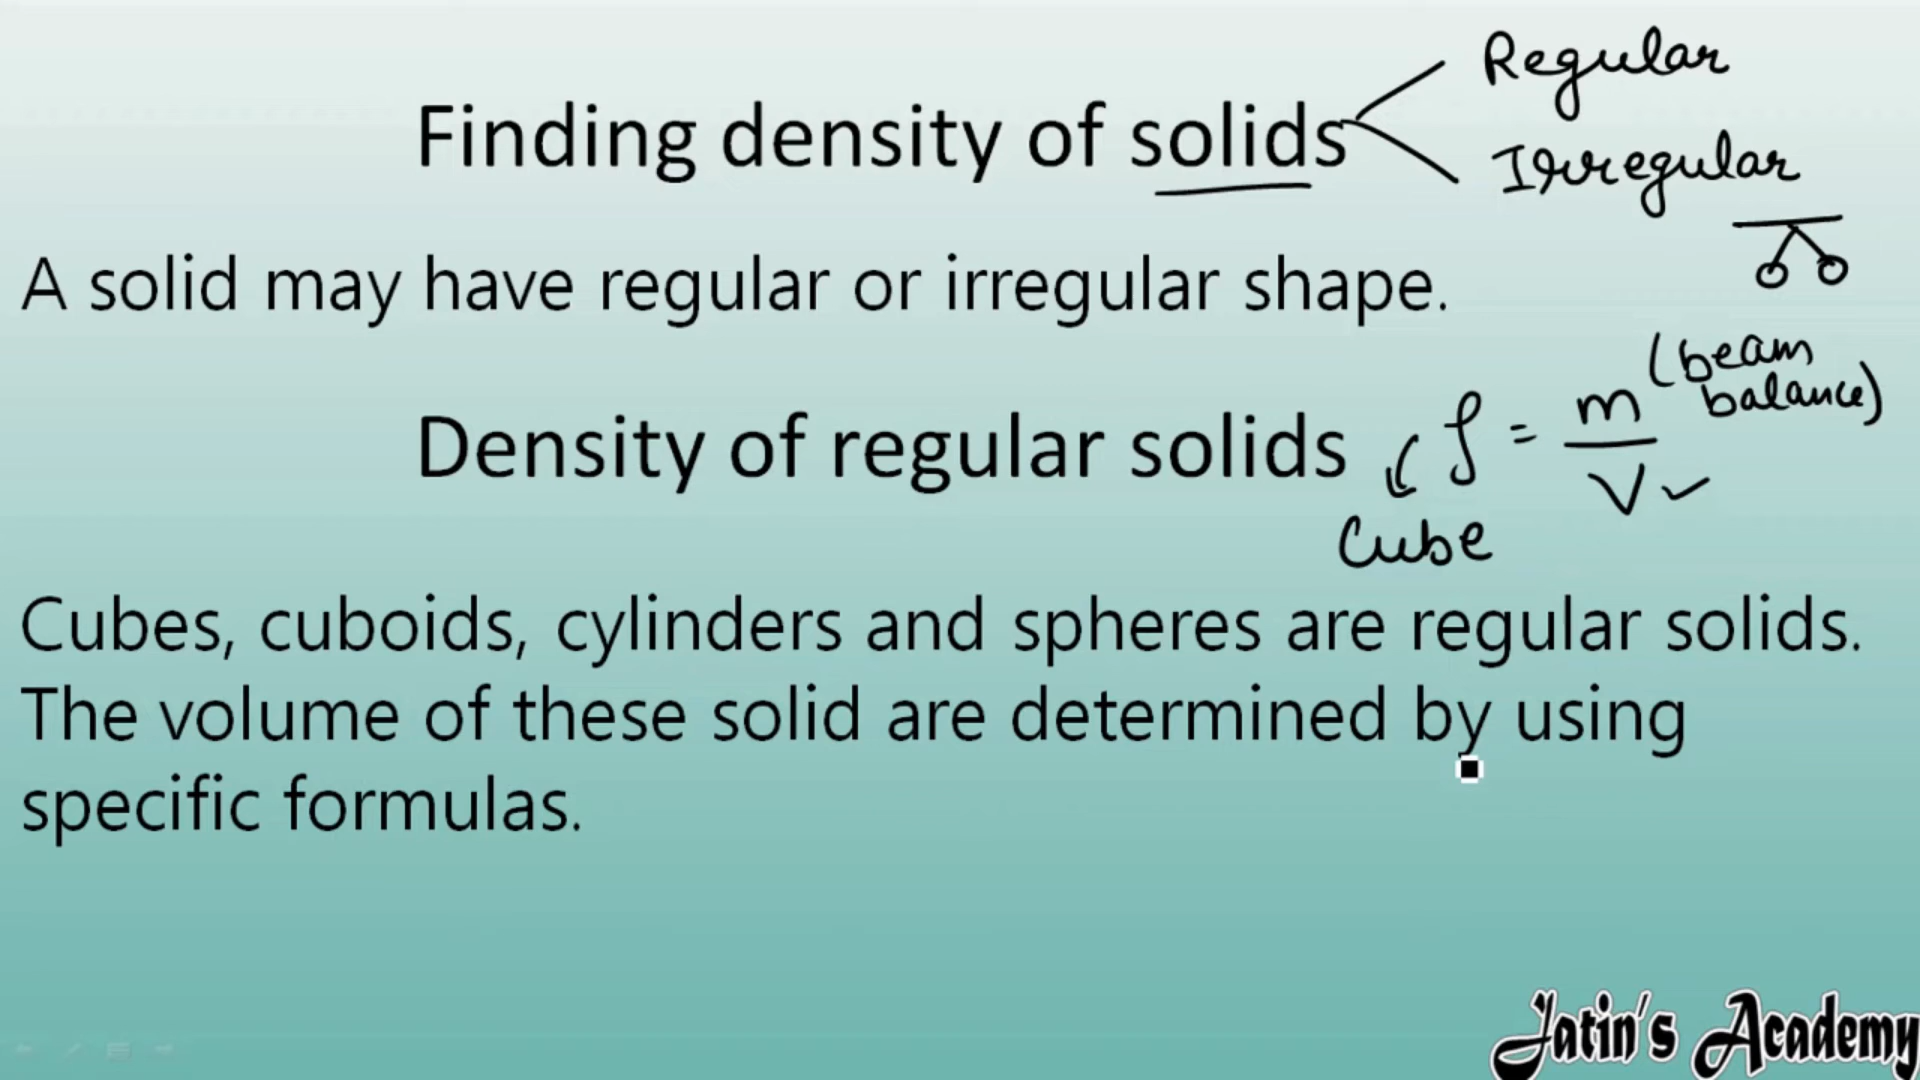 Regular
Finding density of solids
Irregular
A solid may have regular or irregular shape.
(beam
balance)
Density of regular solids ρ = m
V
Cube
Cubes, cuboids, cylinders and spheres are regular solids.
The volume of these solid are determined by using
specific formulas.
Jatin's Academy